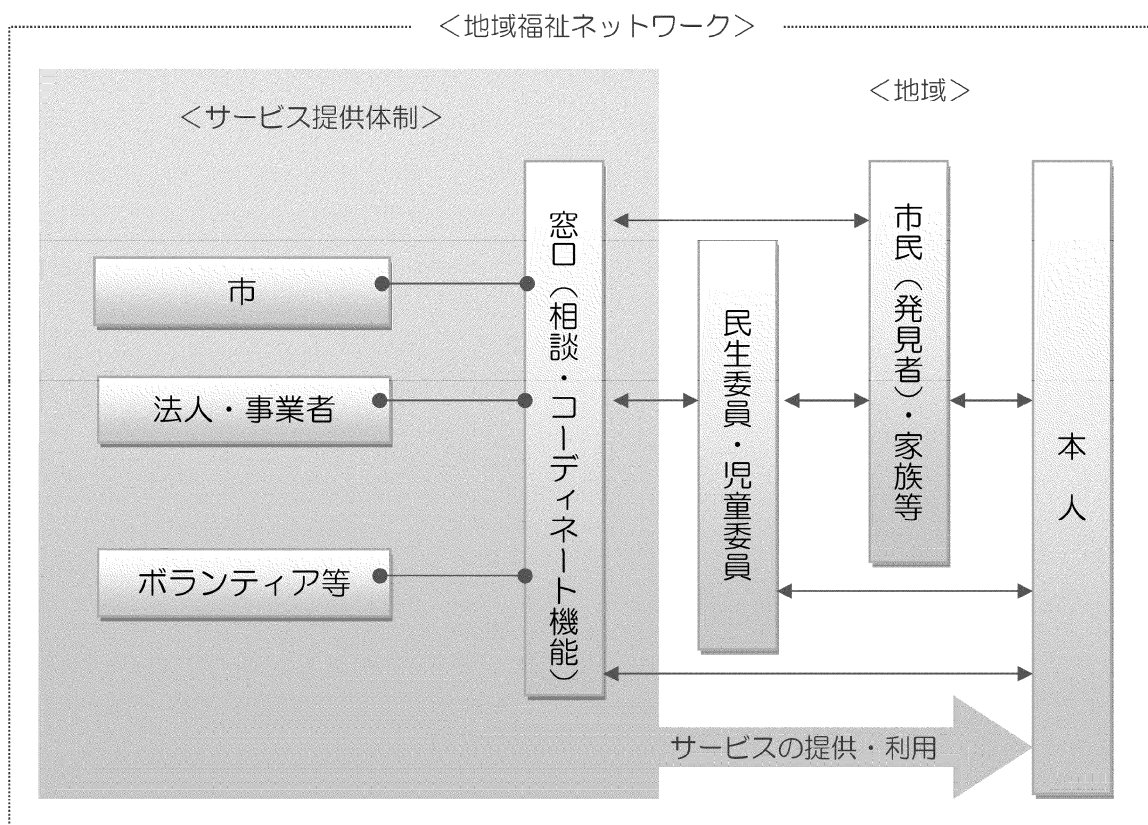 ＜地域福祉ネットワーク＞
＜サービス提供体制＞
＜地域＞
市
法人・事業者
ボランティア等
窓口（相談・コーディネート機能）
民生委員・児童委員
市民（発見者）・家族等
本人
サービスの提供・利用